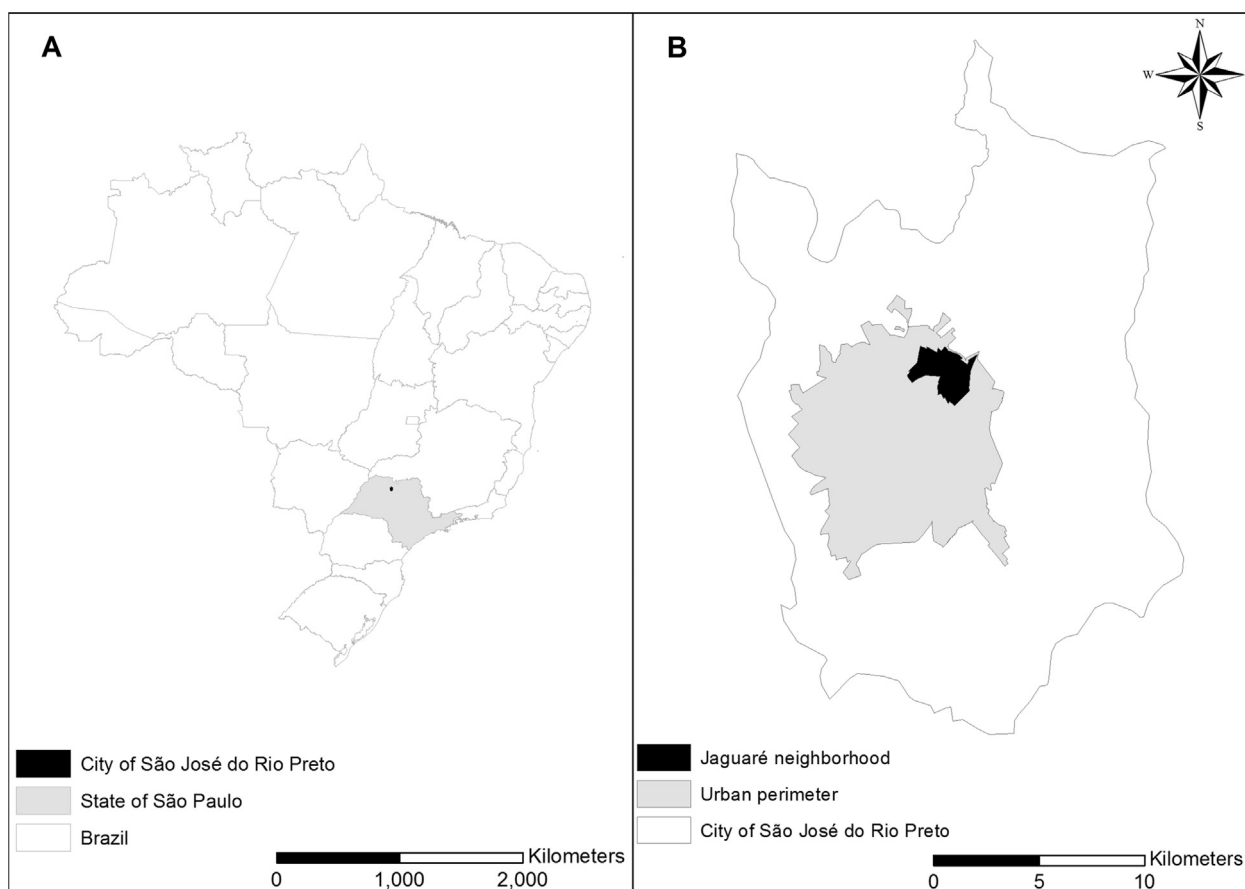 A
City of São José do Rio Preto
State of São Paulo
Brazil
Kilometers
0 1,000 2,000
B
N
W
S
Jaguaré neighborhood
Urban perimeter
City of São José do Rio Preto
Kilometers
0 5 10